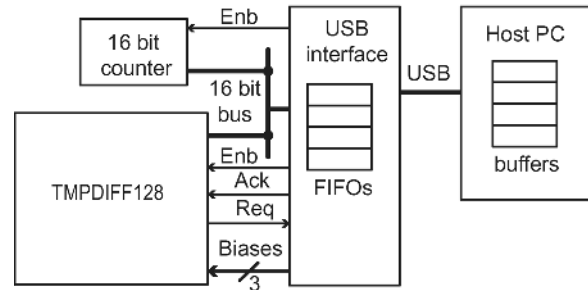 16 bit
counter
Enb
USB
interface
FIFOs
16 bit
bus
TMPDIFF128
Enb
Ack
Req
Biases
3
USB
Host PC
buffers